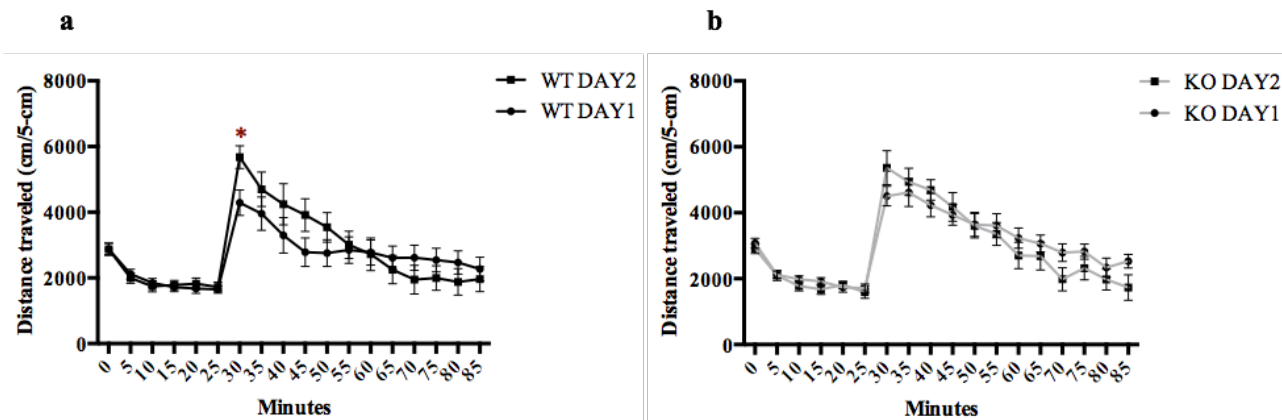 a
b
8000
6000
4000
2000
0
Distance traveled (cm/5-cm)
WT DAY2
WT DAY1
*
0 5 10 15 20 25 30 35 40 45 50 55 60 65 70 75 80 85
Minutes
8000
6000
4000
2000
0
Distance traveled (cm/5-cm)
KO DAY2
KO DAY1
0 5 10 15 20 25 30 35 40 45 50 55 60 65 70 75 80 85
Minutes